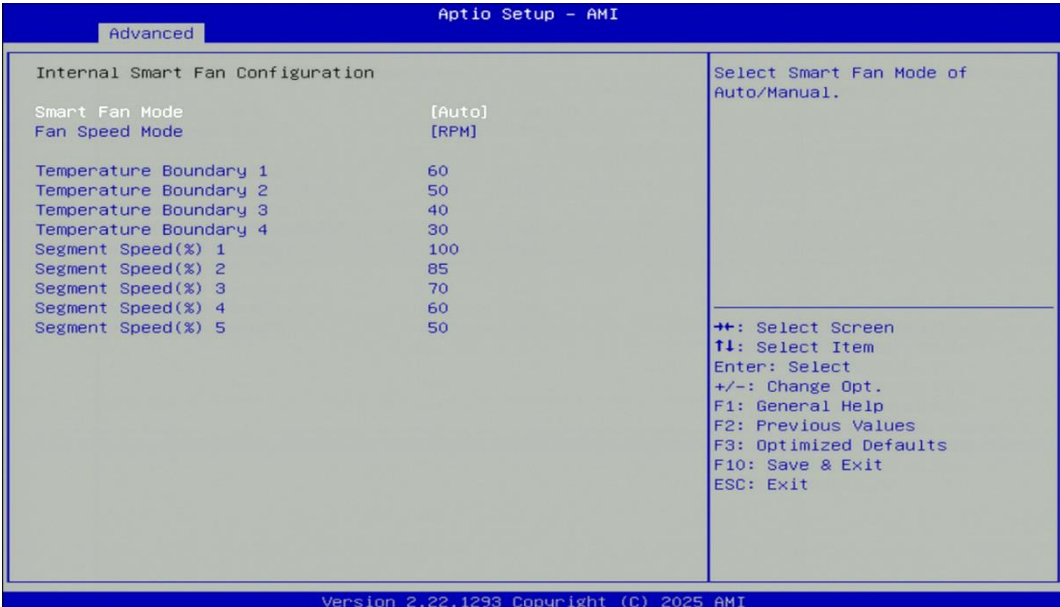 Aptio Setup – AMI
Advanced
Internal Smart Fan Configuration
Smart Fan Mode [Auto]
Fan Speed Mode [RPM]
Temperature Boundary 1 60
Temperature Boundary 2 50
Temperature Boundary 3 40
Temperature Boundary 4 30
Segment Speed(%) 1 100
Segment Speed(%) 2 85
Segment Speed(%) 3 70
Segment Speed(%) 4 60
Segment Speed(%) 5 50
Select Smart Fan Mode of
Auto/Manual.
→←: Select Screen
↑↓: Select Item
Enter: Select
+/-: Change Opt.
F1: General Help
F2: Previous Values
F3: Optimized Defaults
F10: Save & Exit
ESC: Exit
Version 2.22.1293 Copyright (C) 2025 AMI